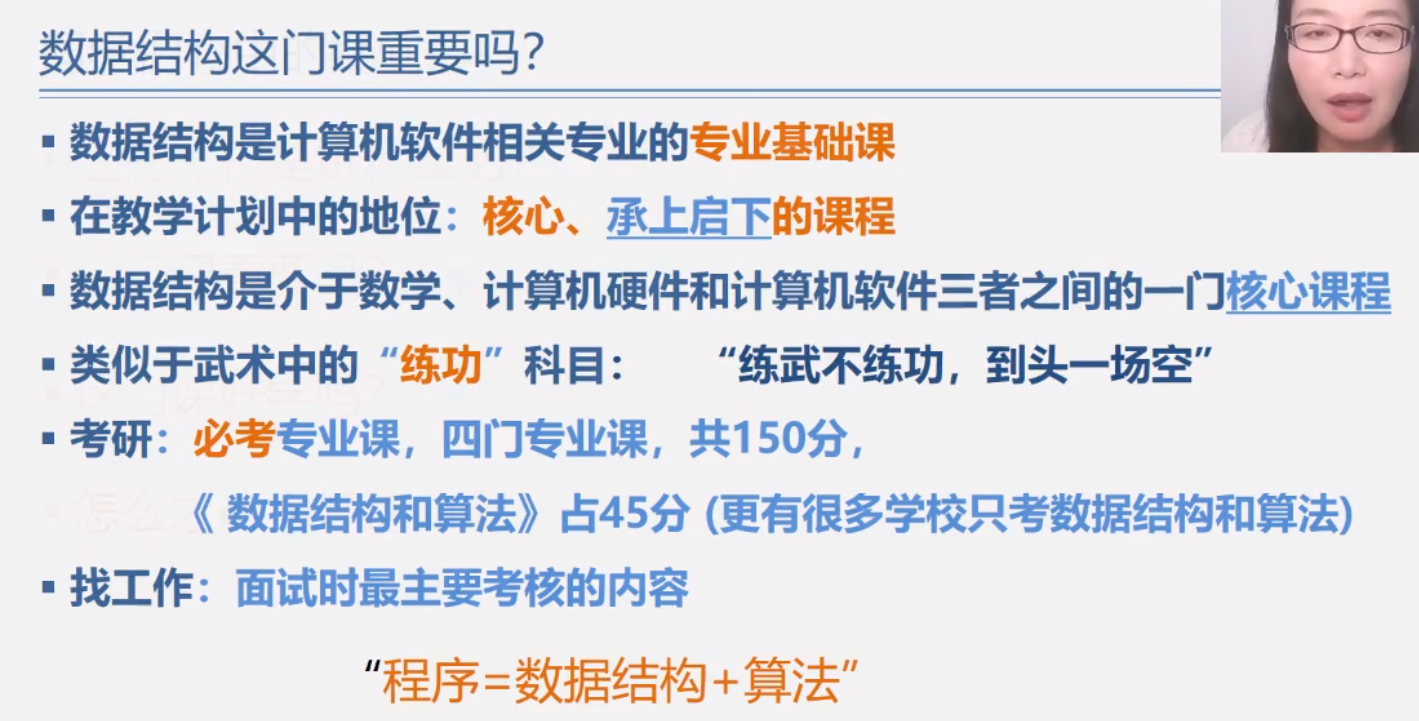 数据结构这门课重要吗?
▪ 数据结构是计算机软件相关专业的专业基础课
▪ 在教学计划中的地位：核心、承上启下的课程
▪ 数据结构是介于数学、计算机硬件和计算机软件三者之间的一门核心课程
▪ 类似于武术中的“练功”科目： “练武不练功，到头一场空”
▪ 考研：必考专业课，四门专业课，共150分，
《 数据结构和算法》占45分 (更有很多学校只考数据结构和算法)
▪ 找工作：面试时最主要考核的内容
“程序=数据结构+算法”